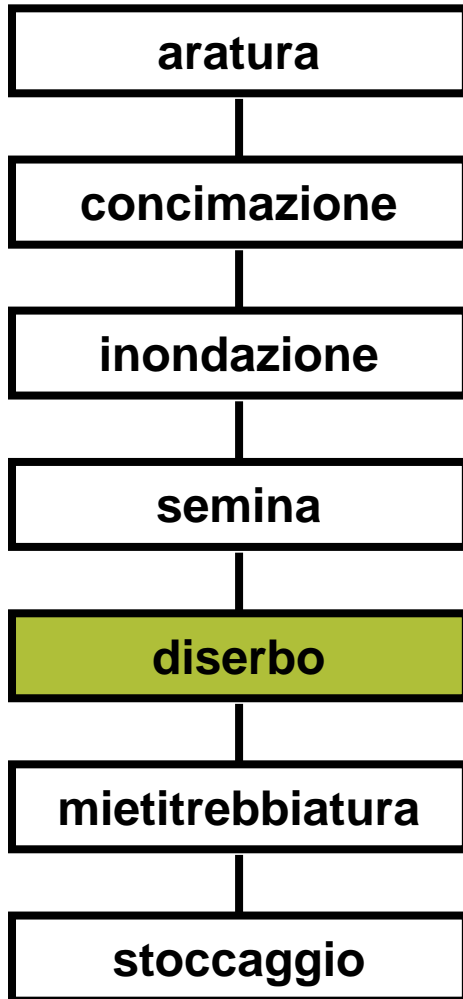 aratura
concimazione
inondazione
semina
diserbo
mietitrebbiatura
stoccaggio